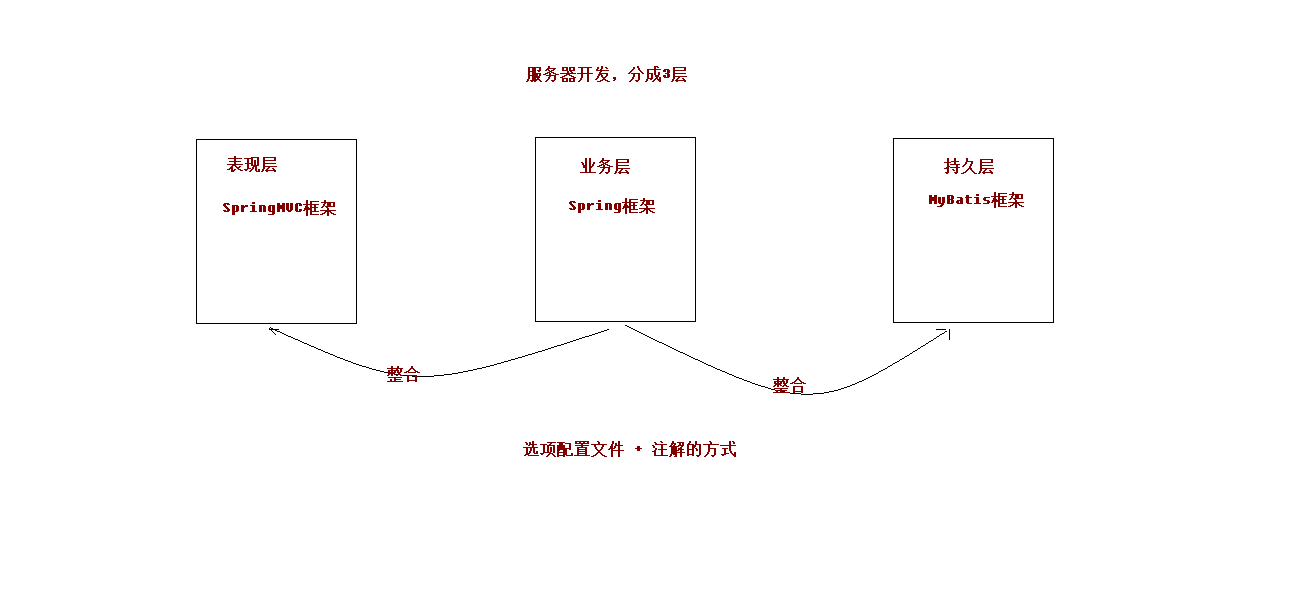 服务器开发，分成3层
表现层
SpringMVC框架
业务层
Spring框架
持久层
MyBatis框架
整合
整合
选项配置文件 + 注解的方式